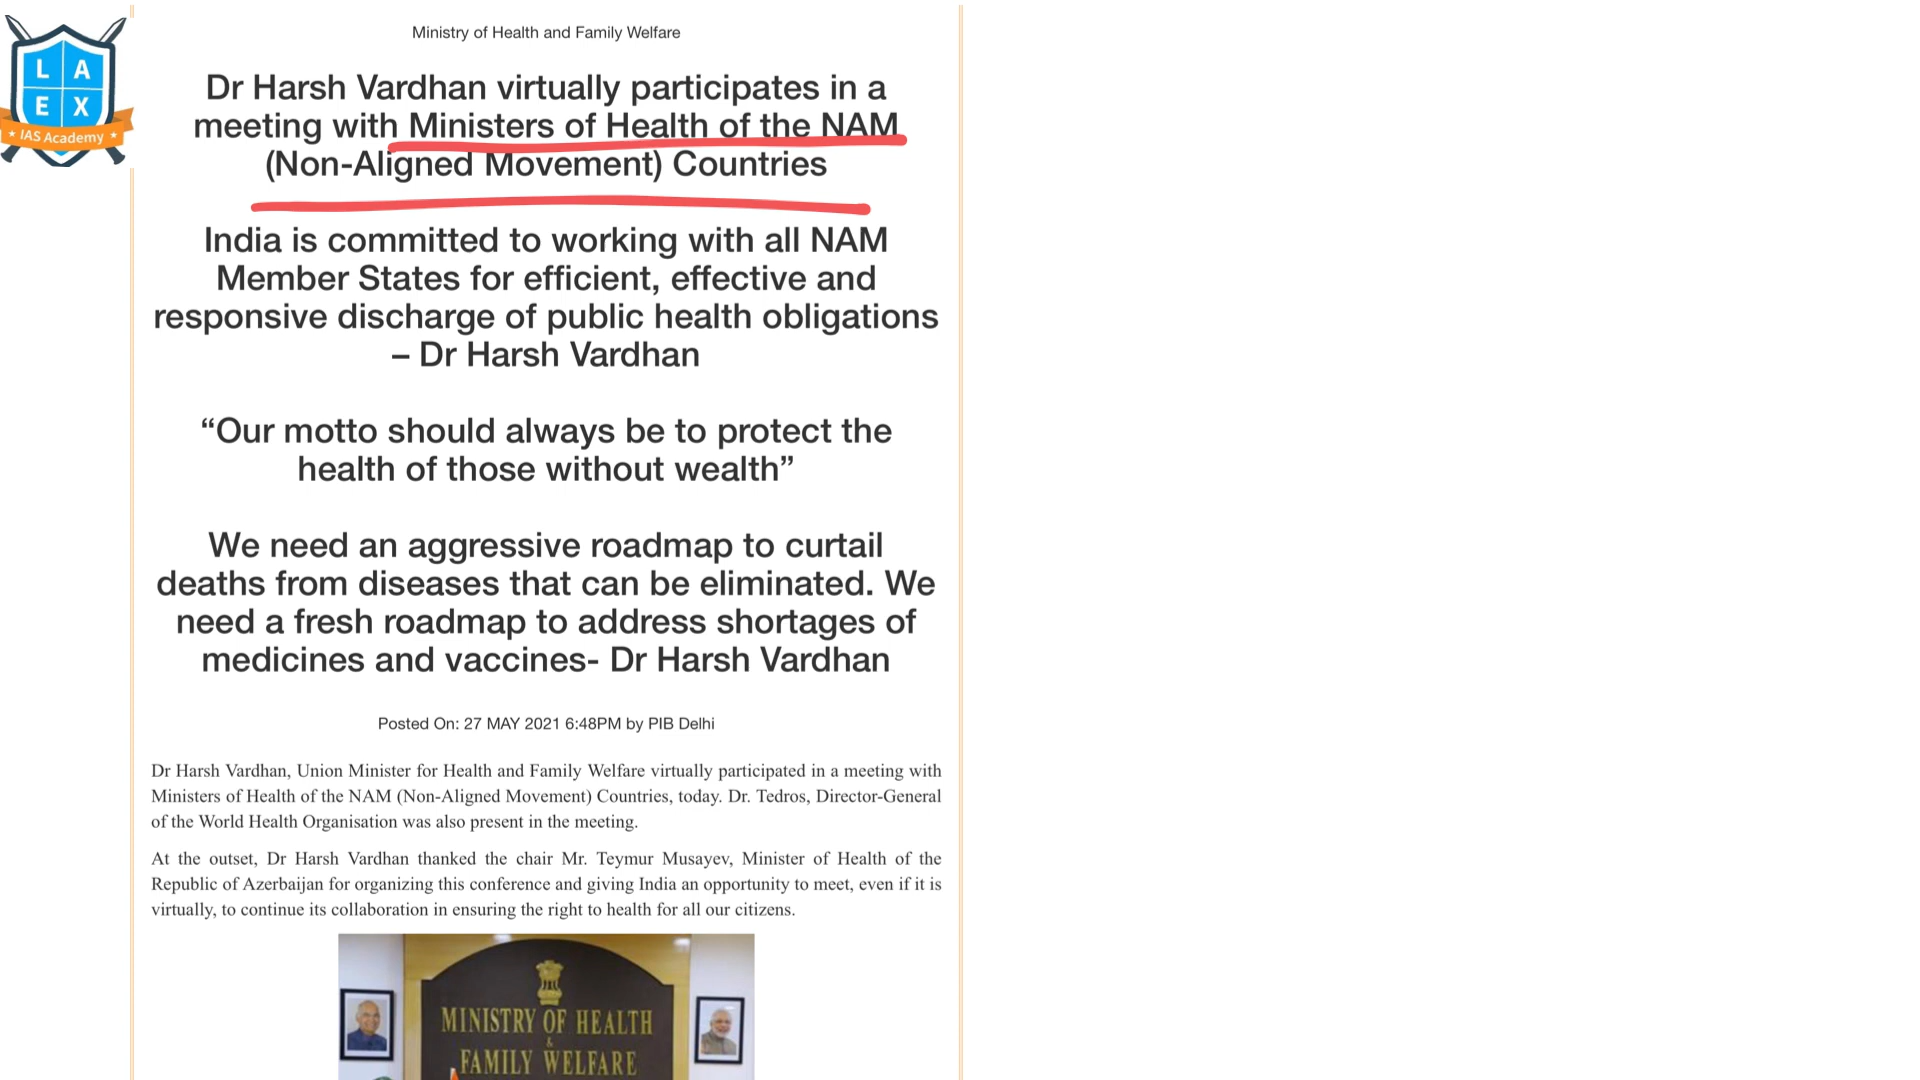 L A
E X
★ IAS Academy ★
Ministry of Health and Family Welfare
Dr Harsh Vardhan virtually participates in a
meeting with Ministers of Health of the NAM
(Non-Aligned Movement) Countries
India is committed to working with all NAM
Member States for efficient, effective and
responsive discharge of public health obligations
– Dr Harsh Vardhan
“Our motto should always be to protect the
health of those without wealth”
We need an aggressive roadmap to curtail
deaths from diseases that can be eliminated. We
need a fresh roadmap to address shortages of
medicines and vaccines- Dr Harsh Vardhan
Posted On: 27 MAY 2021 6:48PM by PIB Delhi
Dr Harsh Vardhan, Union Minister for Health and Family Welfare virtually participated in a meeting with
Ministers of Health of the NAM (Non-Aligned Movement) Countries, today. Dr. Tedros, Director-General
of the World Health Organisation was also present in the meeting.
At the outset, Dr Harsh Vardhan thanked the chair Mr. Teymur Musayev, Minister of Health of the
Republic of Azerbaijan for organizing this conference and giving India an opportunity to meet, even if it is
virtually, to continue its collaboration in ensuring the right to health for all our citizens.
MINISTRY OF HEALTH
&
FAMILY WELFARE